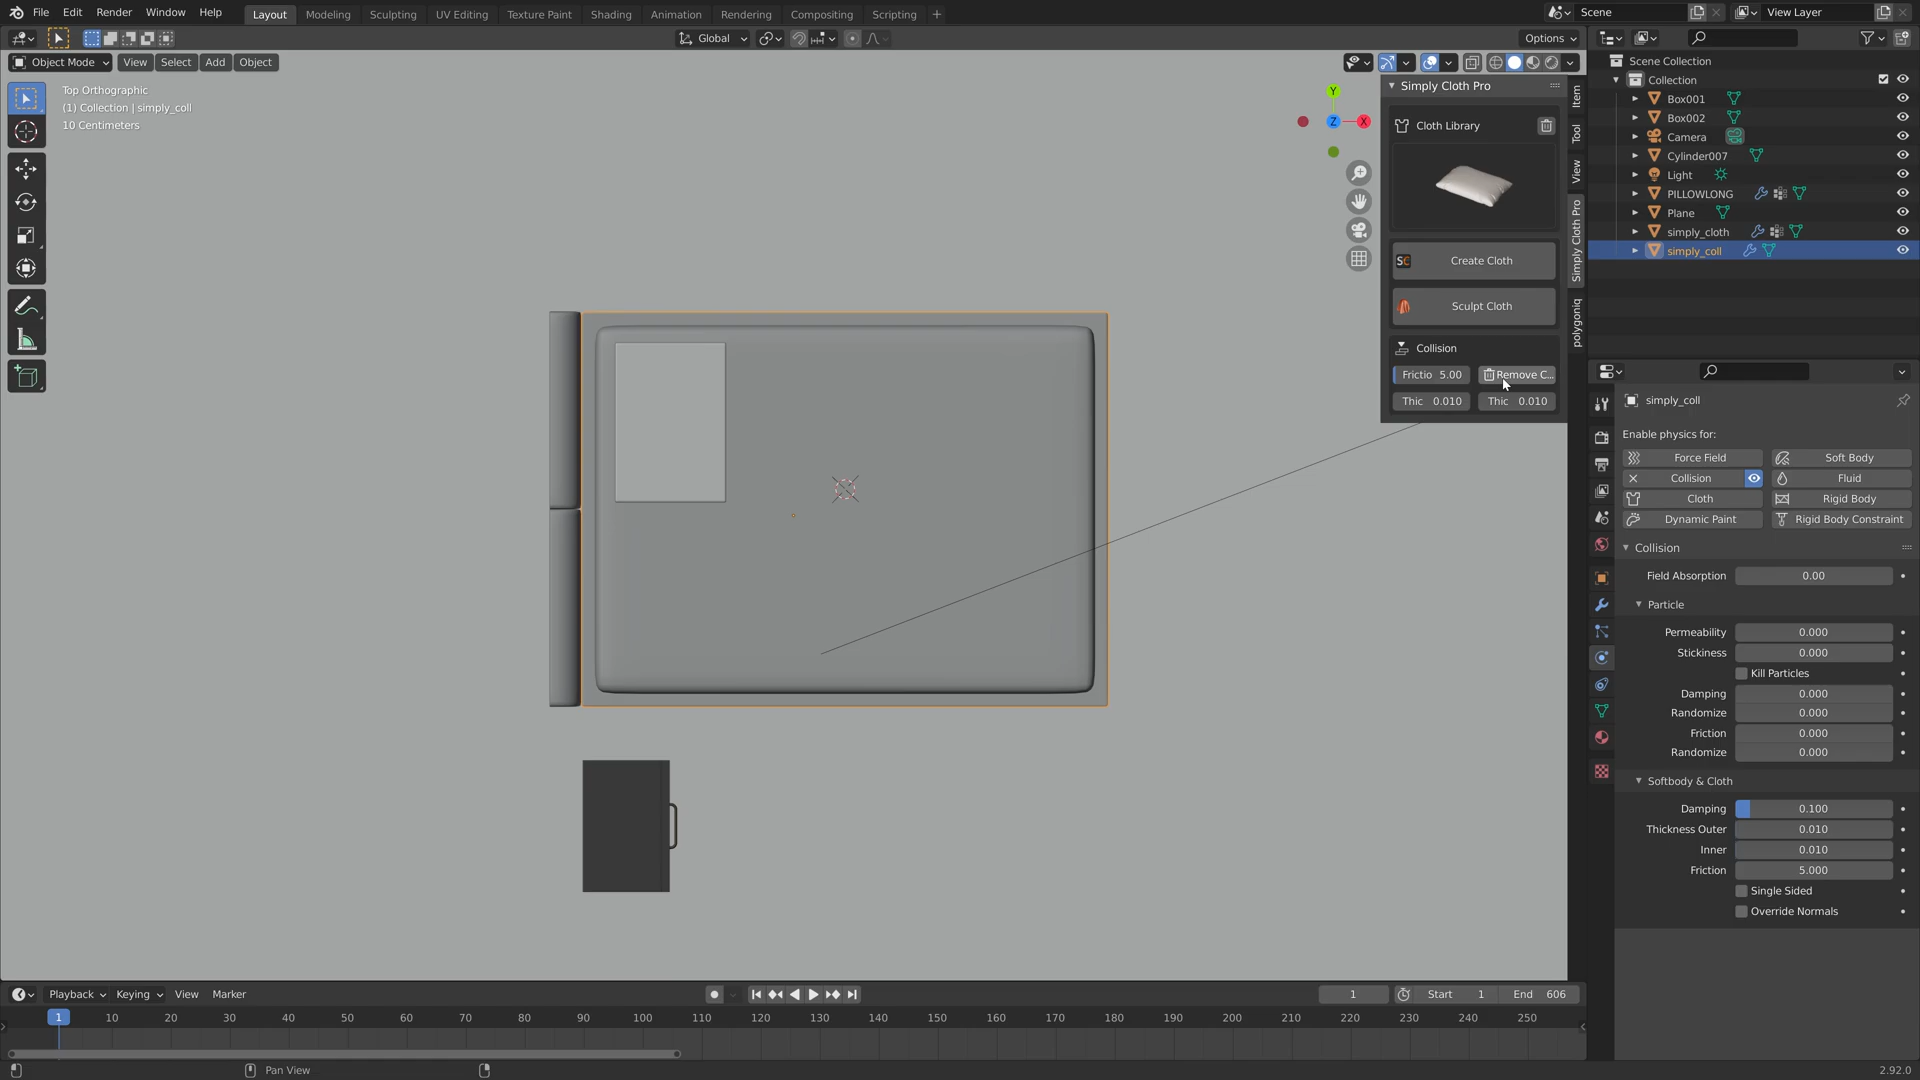 File Edit Render Window Help
Layout Modeling Sculpting UV Editing Texture Paint Shading Animation Rendering Compositing Scripting +
Scene View Layer
Global Options
Object Mode View Select Add Object
Top Orthographic
(1) Collection | simply_coll
10 Centimeters
Y
Z X
Simply Cloth Pro
Cloth Library
SC Create Cloth
Sculpt Cloth
Collision
Frictio 5.00 Remove C...
Thic 0.010 Thic 0.010
Item
Tool
View
Simply Cloth Pro
polygoniq
Scene Collection
Collection
Box001
Box002
Camera
Cylinder007
Light
PILLOWLONG
Plane
simply_cloth
simply_coll
simply_coll
Enable physics for:
Force Field Soft Body
Collision Fluid
Cloth Rigid Body
Dynamic Paint Rigid Body Constraint
Collision
Field Absorption 0.00
Particle
Permeability 0.000
Stickiness 0.000
Kill Particles
Damping 0.000
Randomize 0.000
Friction 0.000
Randomize 0.000
Softbody & Cloth
Damping 0.100
Thickness Outer 0.010
Inner 0.010
Friction 5.000
Single Sided
Override Normals
Playback Keying View Marker
1 Start 1 End 606
1 10 20 30 40 50 60 70 80 90 100 110 120 130 140 150 160 170 180 190 200 210 220 230 240 250
Pan View
2.92.0